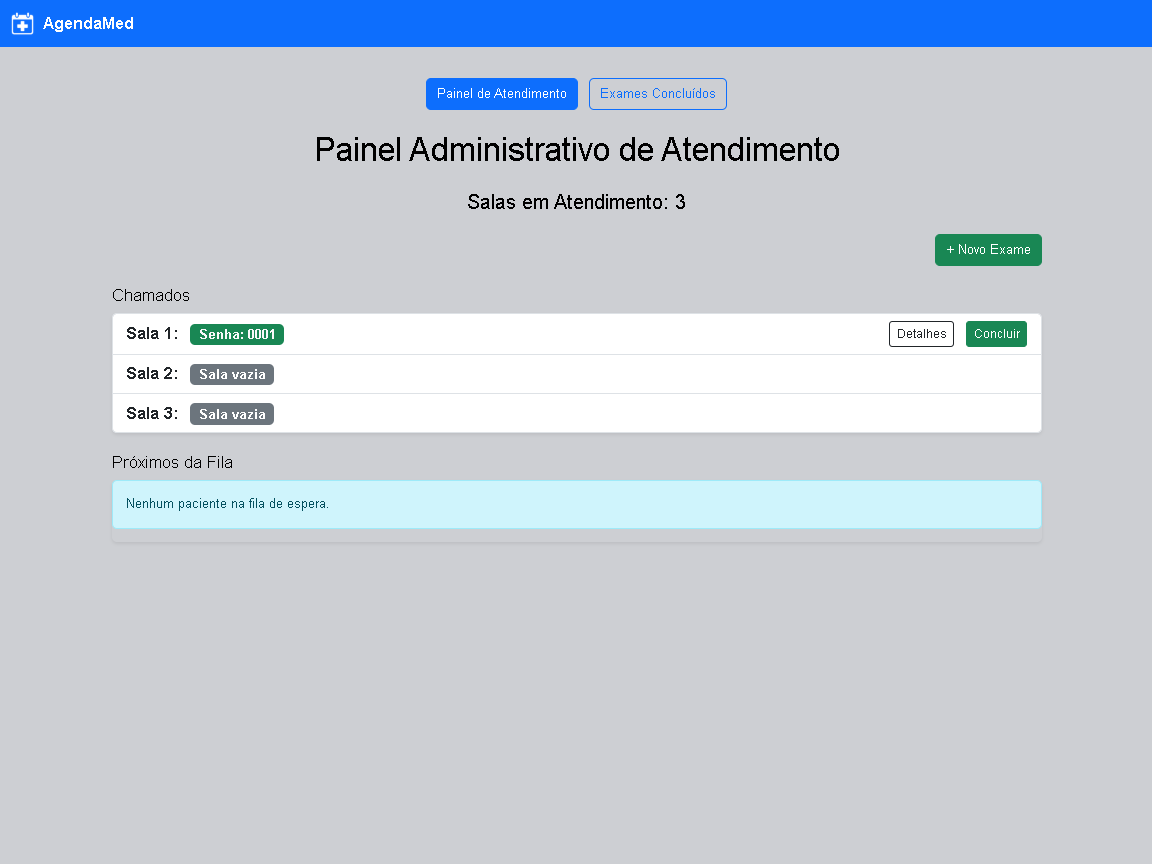 AgendaMed
Painel de Atendimento Exames Concluídos
Painel Administrativo de Atendimento
Salas em Atendimento: 3
+ Novo Exame
Chamados
Sala 1: Senha: 0001 Detalhes Concluir
Sala 2: Sala vazia
Sala 3: Sala vazia
Próximos da Fila
Nenhum paciente na fila de espera.